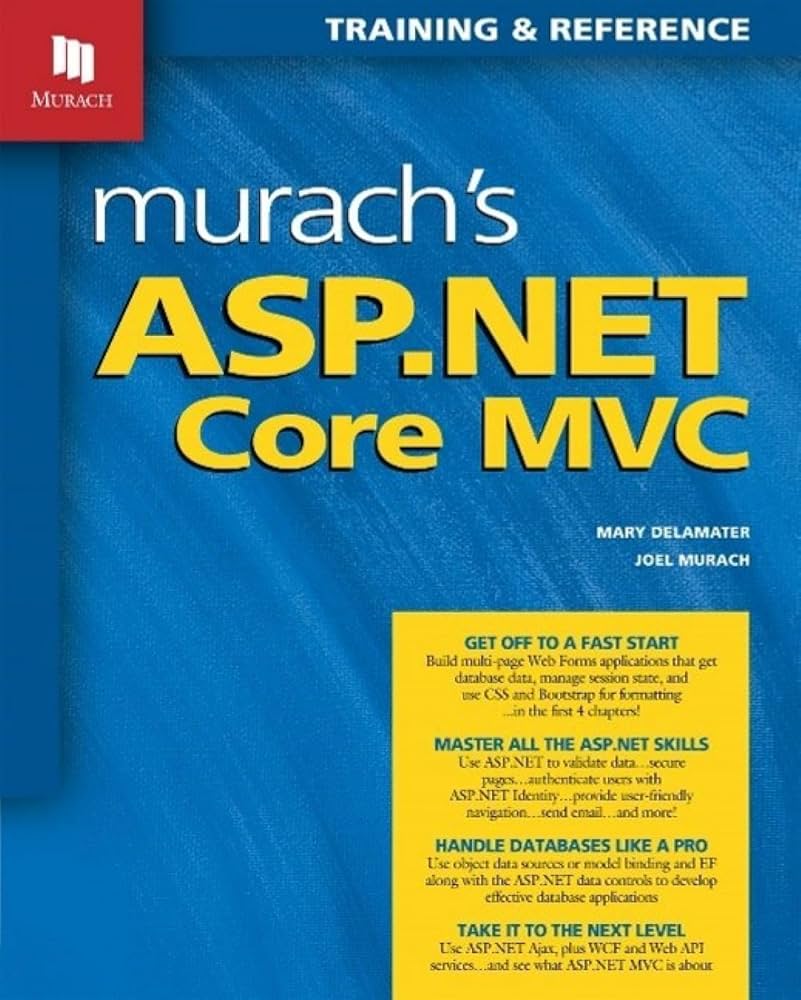 TRAINING & REFERENCE
MURACH
murach's
ASP.NET
Core MVC
MARY DELAMATER
JOEL MURACH
GET OFF TO A FAST START
Build multi-page Web Forms applications that get
database data, manage session state, and
use CSS and Bootstrap for formatting
...in the first 4 chapters!
MASTER ALL THE ASP.NET SKILLS
Use ASP.NET to validate data...secure
pages...authenticate users with
ASP.NET Identity...provide user-friendly
navigation...send email...and more!
HANDLE DATABASES LIKE A PRO
Use object data sources or model binding and EF
along with the ASP.NET data controls to develop
effective database applications
TAKE IT TO THE NEXT LEVEL
Use ASP.NET Ajax, plus WCF and Web API
services...and see what ASP.NET MVC is about